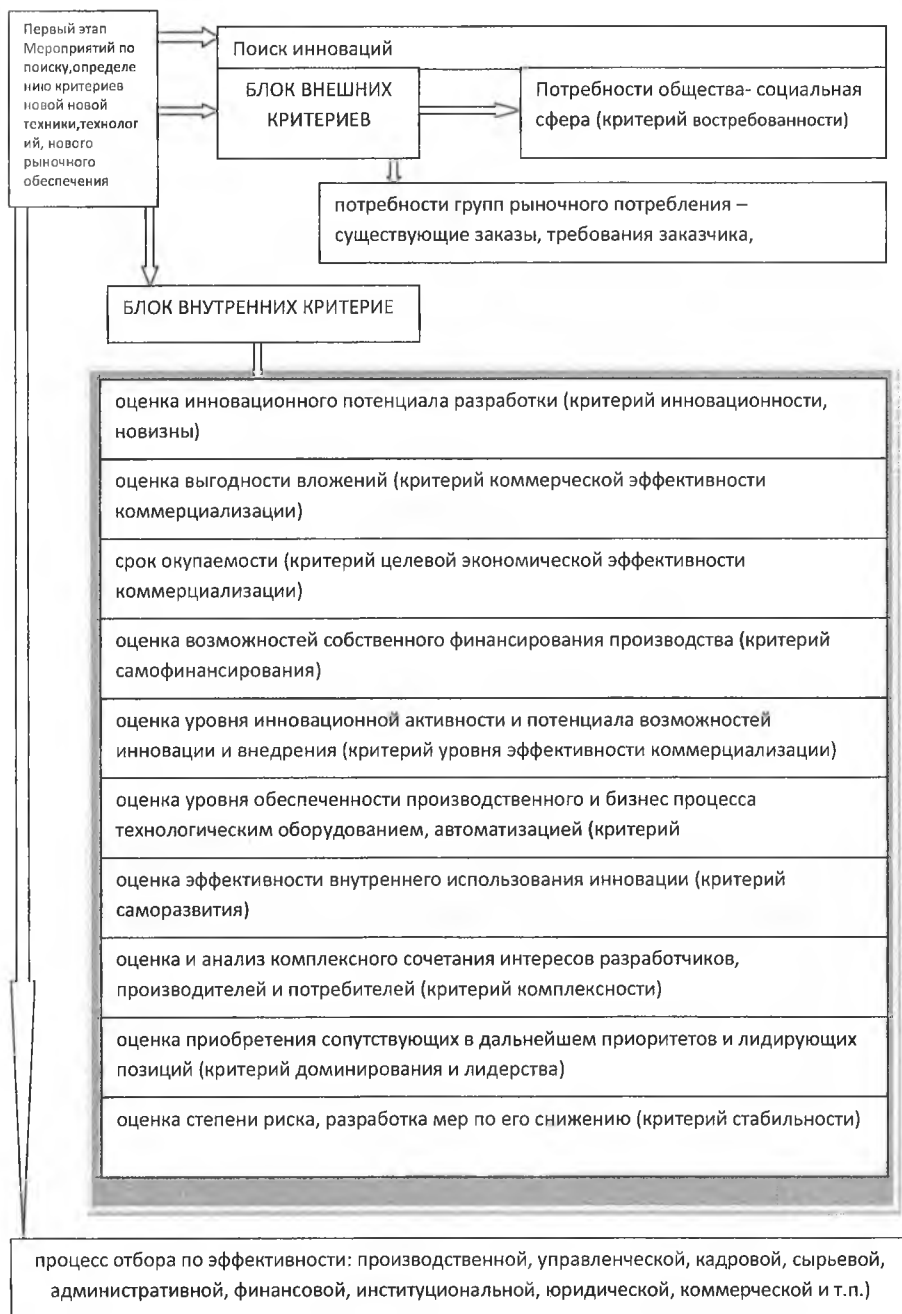 Первый этап
Мероприятий по
поиску,определе
нию критериев
новой новой
техники,технолог
ий, нового
рыночного
обеспечения
Поиск инноваций
БЛОК ВНЕШНИХ
КРИТЕРИЕВ
Потребности общества- социальная
сфера (критерий востребованности)
потребности групп рыночного потребления –
существующие заказы, требования заказчика,
БЛОК ВНУТРЕННИХ КРИТЕРИЕ
оценка инновационного потенциала разработки (критерий инновационности,
новизны)
оценка выгодности вложений (критерий коммерческой эффективности
коммерциализации)
срок окупаемости (критерий целевой экономической эффективности
коммерциализации)
оценка возможностей собственного финансирования производства (критерий
самофинансирования)
оценка уровня инновационной активности и потенциала возможностей
инновации и внедрения (критерий уровня эффективности коммерциализации)
оценка уровня обеспеченности производственного и бизнес процесса
технологическим оборудованием, автоматизацией (критерий
оценка эффективности внутреннего использования инновации (критерий
саморазвития)
оценка и анализ комплексного сочетания интересов разработчиков,
производителей и потребителей (критерий комплексности)
оценка приобретения сопутствующих в дальнейшем приоритетов и лидирующих
позиций (критерий доминирования и лидерства)
оценка степени риска, разработка мер по его снижению (критерий стабильности)
процесс отбора по эффективности: производственной, управленческой, кадровой, сырьевой,
административной, финансовой, институциональной, юридической, коммерческой и т.п.)